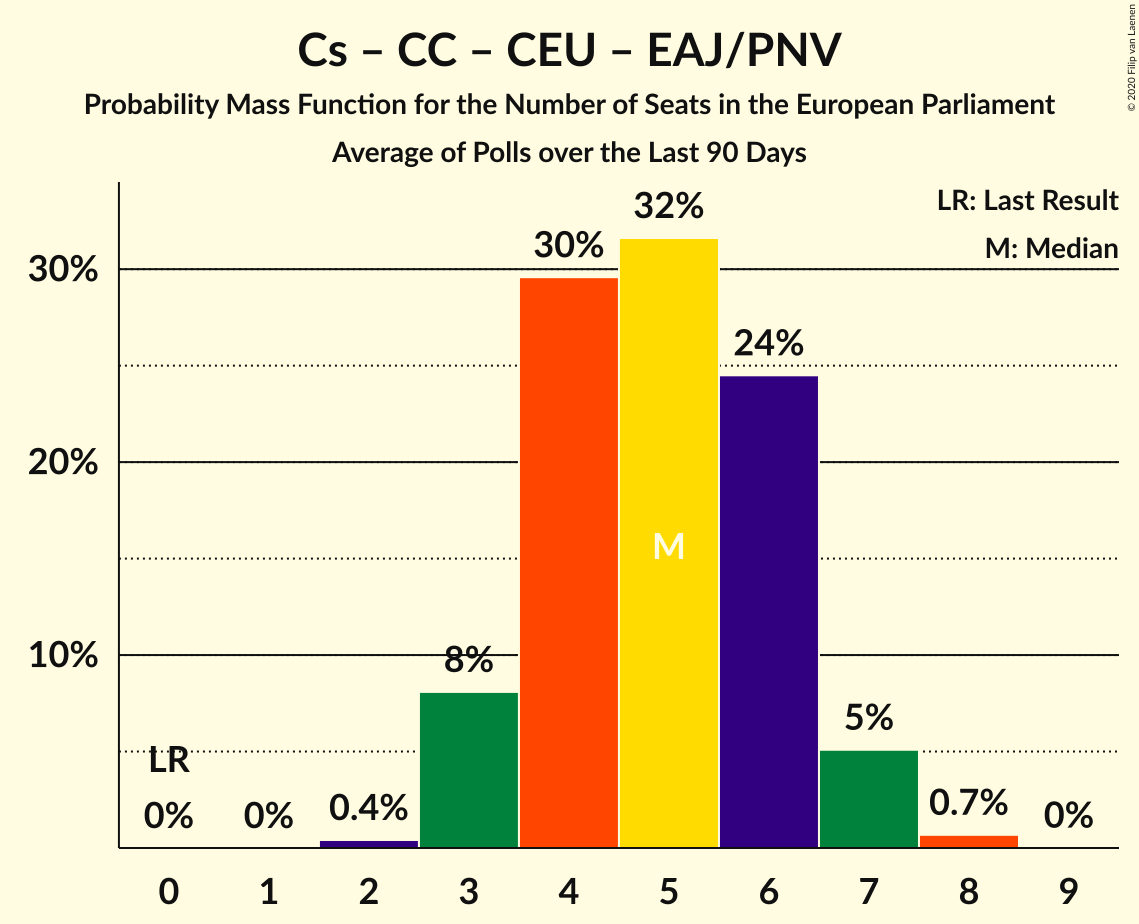 Cs – CC – CEU – EAJ/PNV
Probability Mass Function for the Number of Seats in the European Parliament
Average of Polls over the Last 90 Days
© 2020 Filip van Laenen
LR: Last Result
M: Median
32%
30%
30%
24%
20%
M
10%
8%
5%
LR
0%
0%
0.4%
0.7%
0%
0 1 2 3 4 5 6 7 8 9